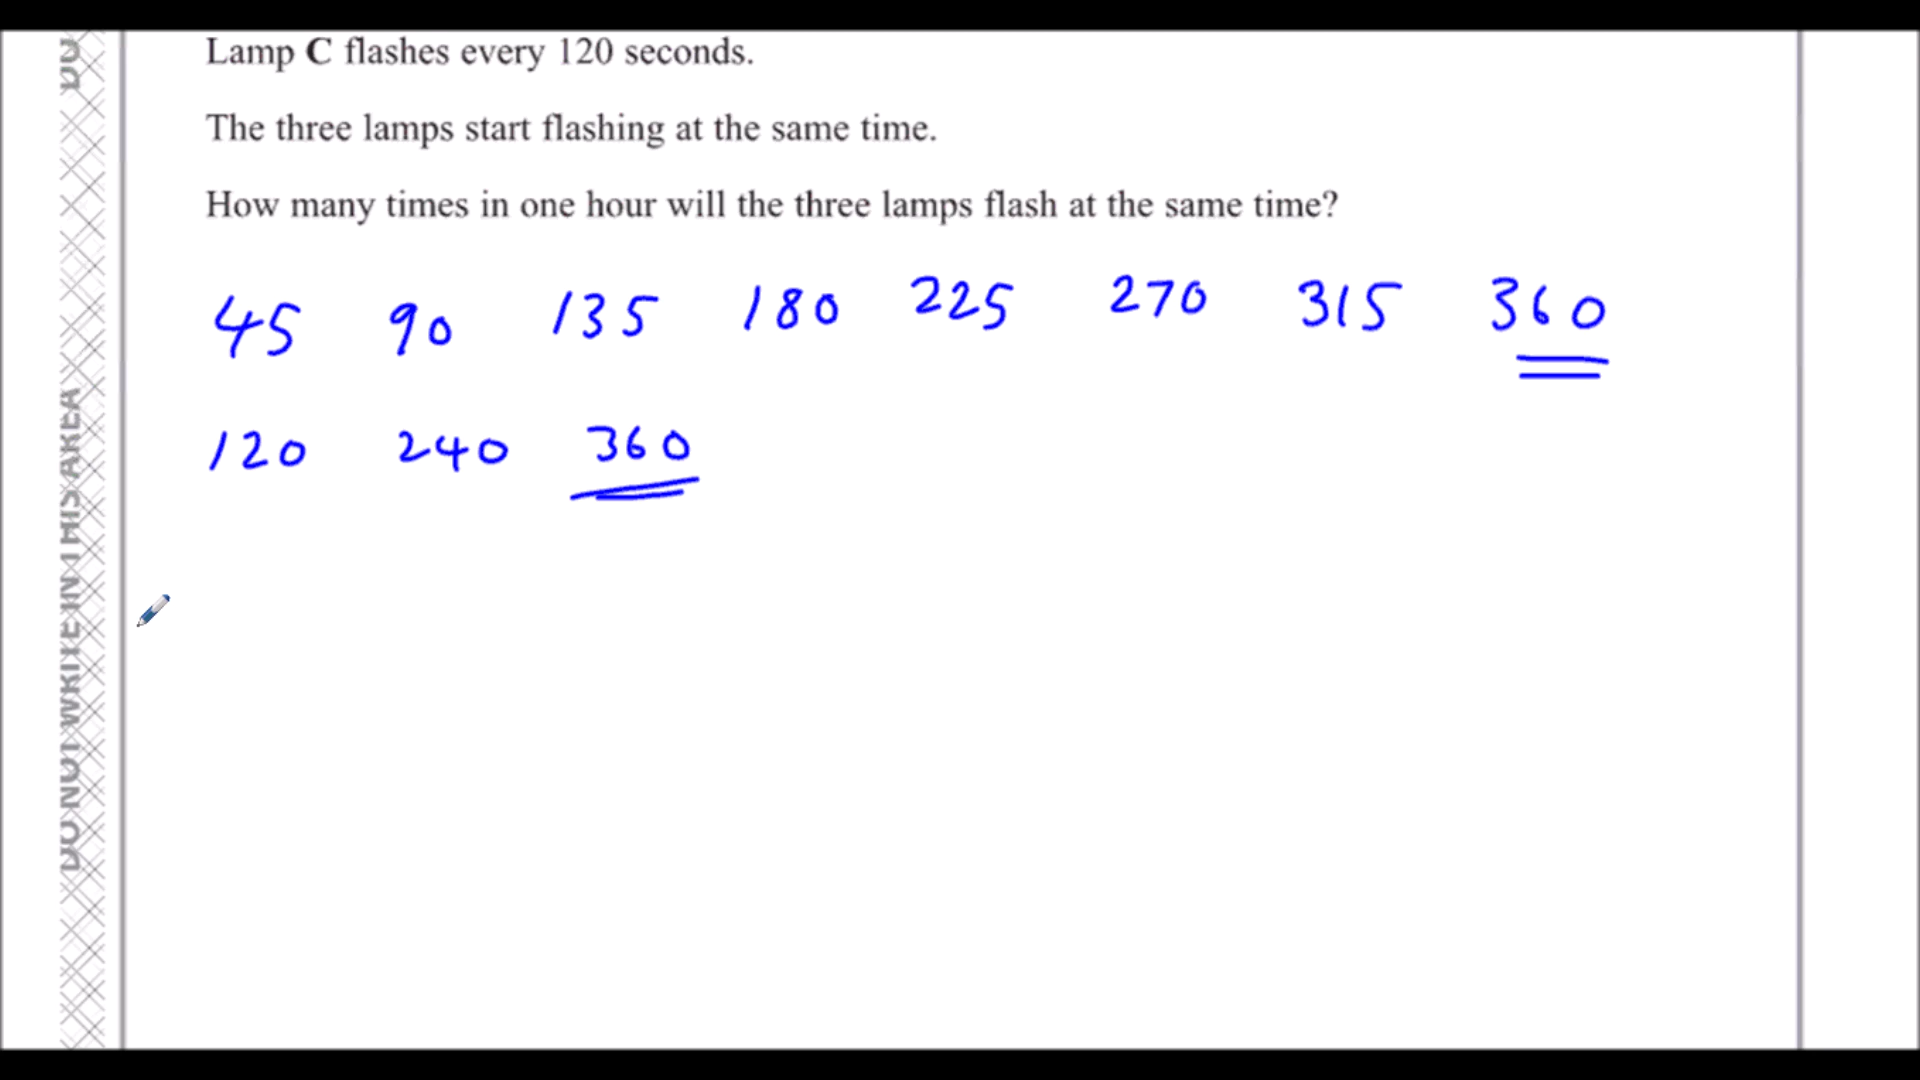 Lamp C flashes every 120 seconds.
The three lamps start flashing at the same time.
How many times in one hour will the three lamps flash at the same time?
45 90 135 180 225 270 315 360
120 240 360
DO NOT WRITE IN THIS AREA
DO